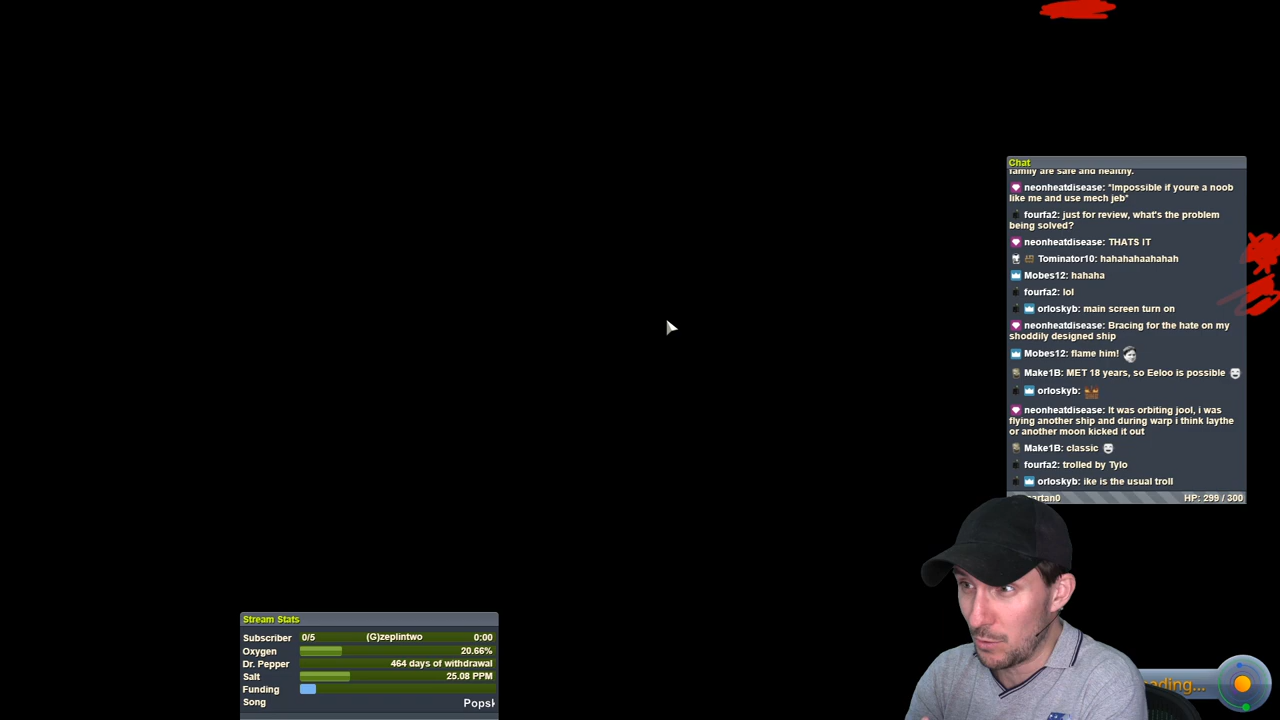 Chat
family are safe and healthy.
neonheatdisease: *Impossible if youre a noob
like me and use mech jeb*
fourfa2: just for review, what's the problem
being solved?
neonheatdisease: THATS IT
Tominator10: hahahahaahahah
Mobes12: hahaha
fourfa2: lol
orloskyb: main screen turn on
neonheatdisease: Bracing for the hate on my
shoddily designed ship
Mobes12: flame him!
Make1B: MET 18 years, so Eeloo is possible
orloskyb:
neonheatdisease: It was orbiting jool, i was
flying another ship and during warp i think laythe
or another moon kicked it out
Make1B: classic
fourfa2: trolled by Tylo
orloskyb: ike is the usual troll
HP: 299 / 300
Stream Stats
Subscriber 0/5 (G)zeplintwo 0:00
Oxygen 20.66%
Dr. Pepper 464 days of withdrawal
Salt 25.08 PPM
Funding
Song Popsk